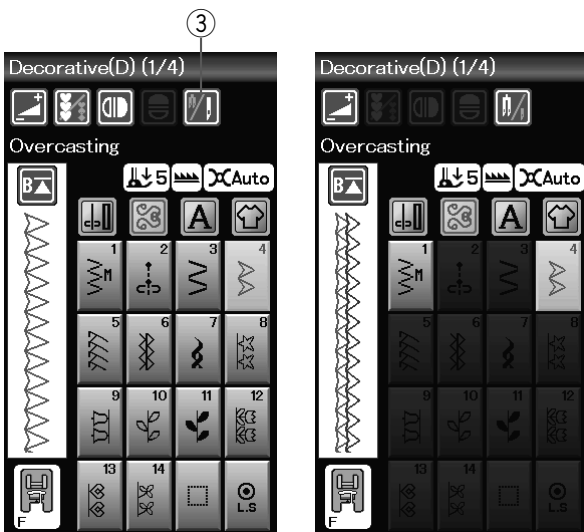 3
Decorative(D) (1/4)
Overcasting
B
5
Auto
A
1
2
3
4
M
5
6
7
8
9
10
11
12
13
14
L.S
F
Decorative(D) (1/4)
Overcasting
B
5
Auto
A
1
2
3
4
M
5
6
7
8
9
10
11
12
13
14
L.S
F